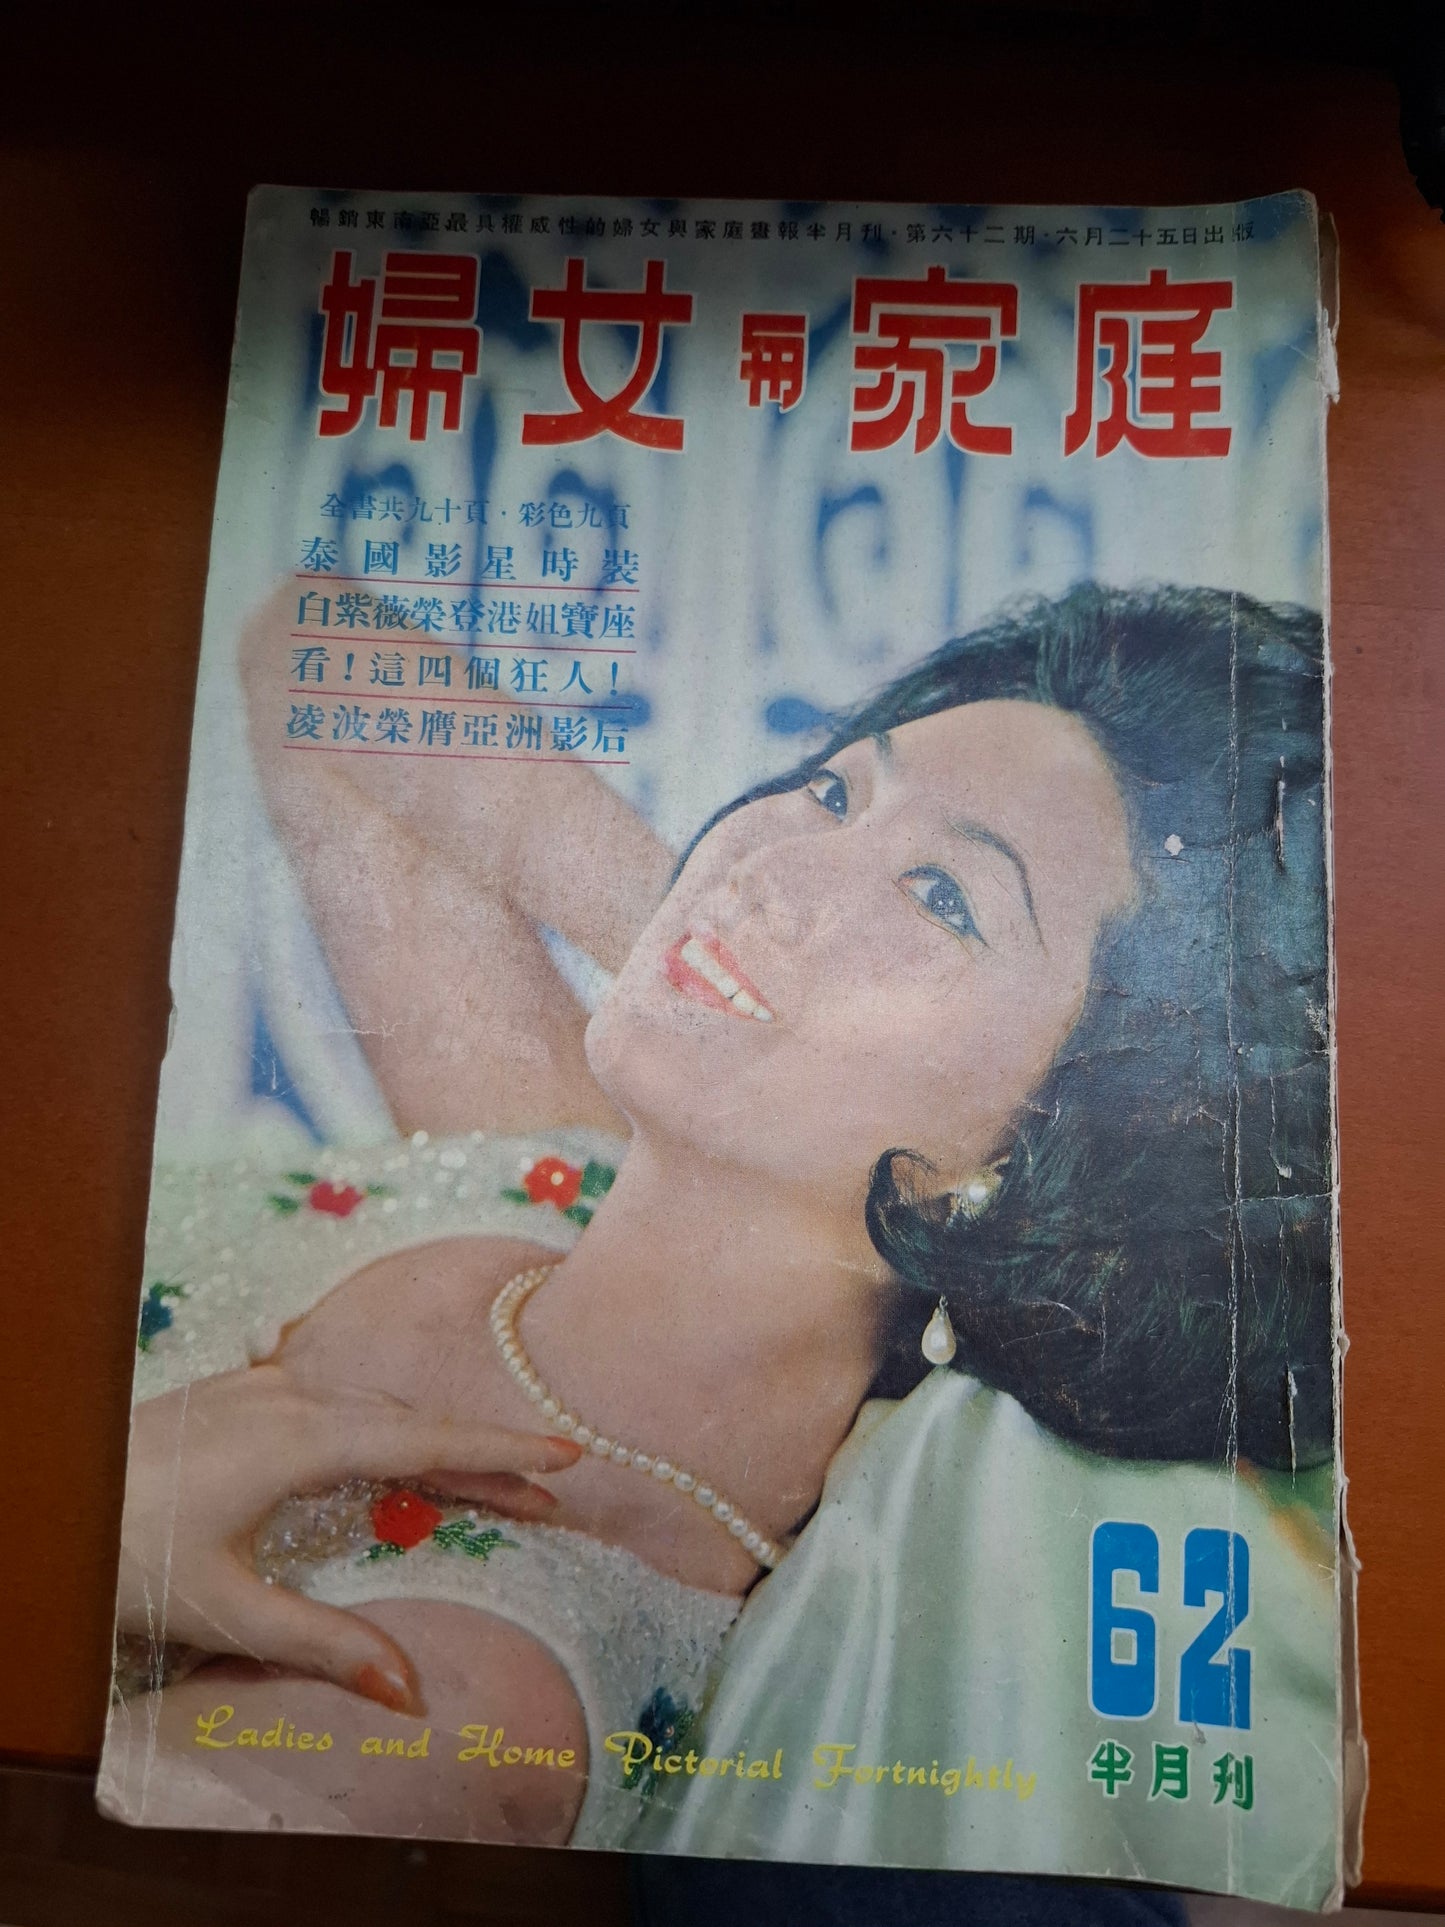 暢銷東南亞最具權威性的婦女與家庭畫報半月刊·第六十二期·六月二十五日出版
婦女與家庭
全書共九十頁·彩色九頁
泰國影星時裝
白紫薇榮登港姐寶座
看!這四個狂人!
凌波榮膺亞洲影后
62
半月刊
Ladies and Home Pictorial Fortnightly